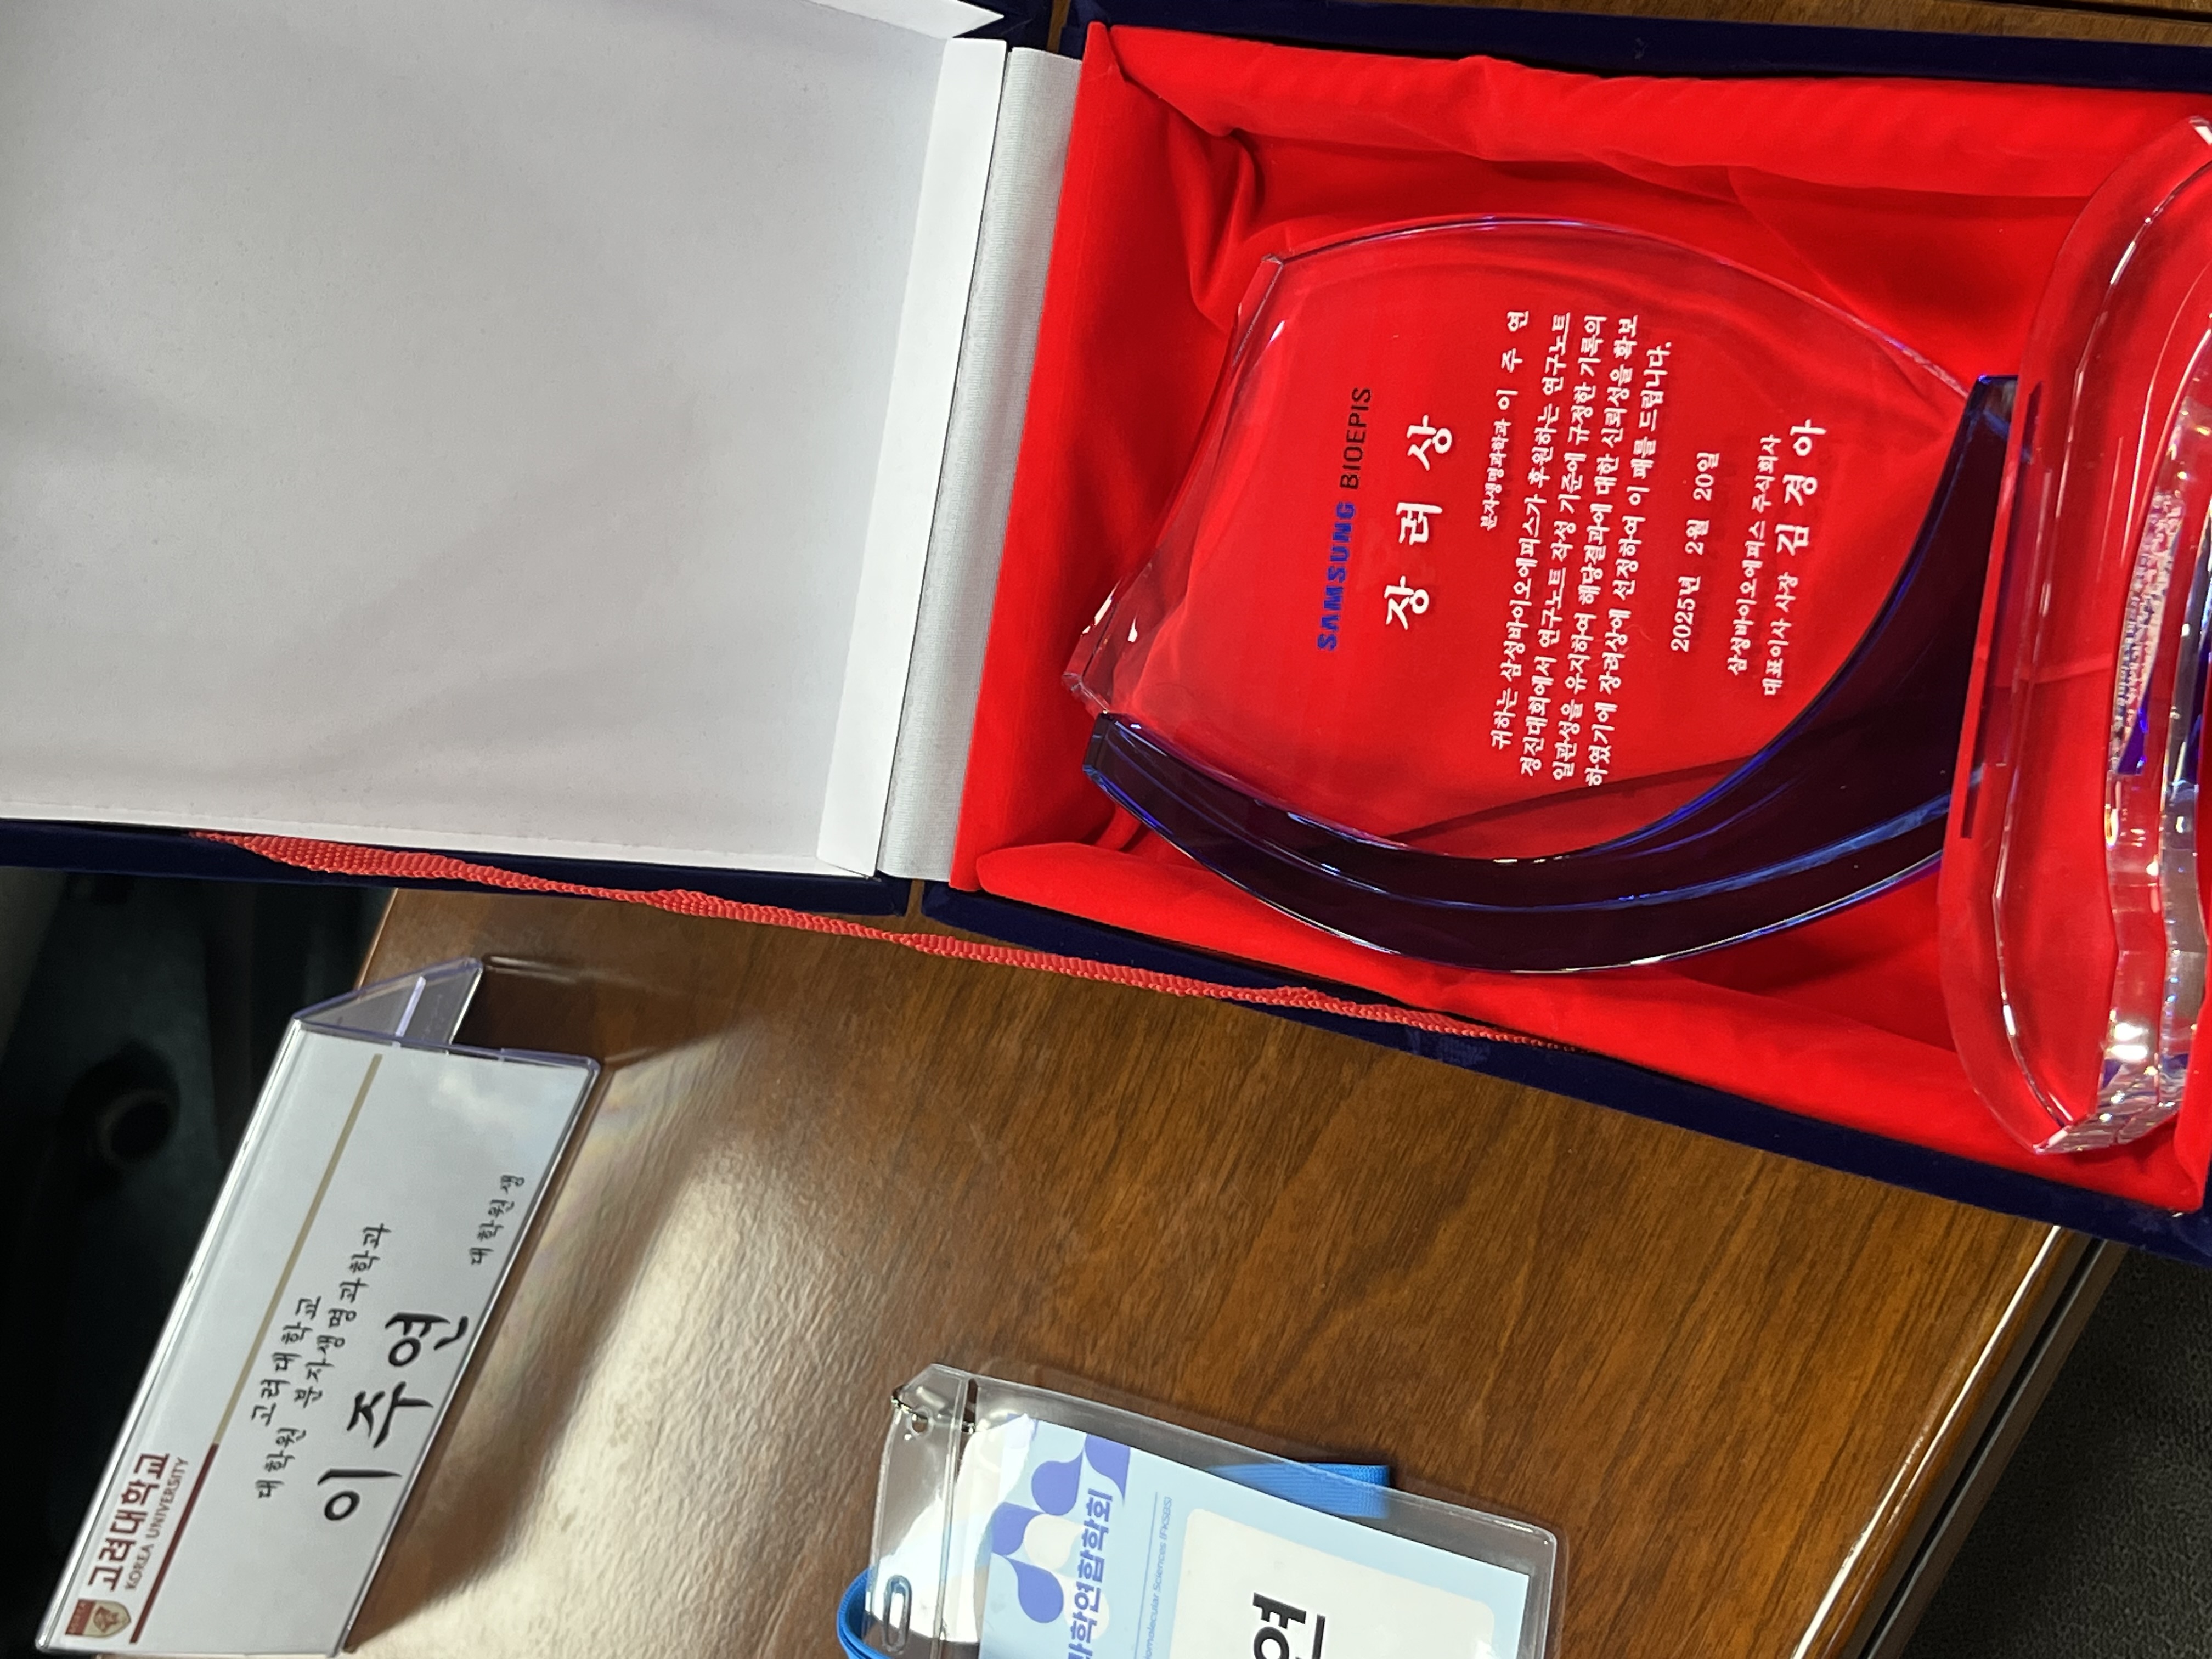 KOREA
고려대학교
KOREA UNIVERSITY
고려대학교
대학원 분자생명과학과
이주연
대학원생
과학연합학회
iomolecular Sciences (FKSBS)
연
SAMSUNG BIOEPIS
장 려 상
분자생명과학과 이 주 연
귀하는 삼성바이오에피스가 후원하는 연구노트
경진대회에서 연구노트 작성 기준에 규정한 기록의
일관성을 유지하여 해당결과에 대한 신뢰성을 확보
하였기에 장려상에 선정하여 이 패를 드립니다.
2025년 2월 20일
삼성바이오에피스 주식회사
대표이사 사장 김 경 아